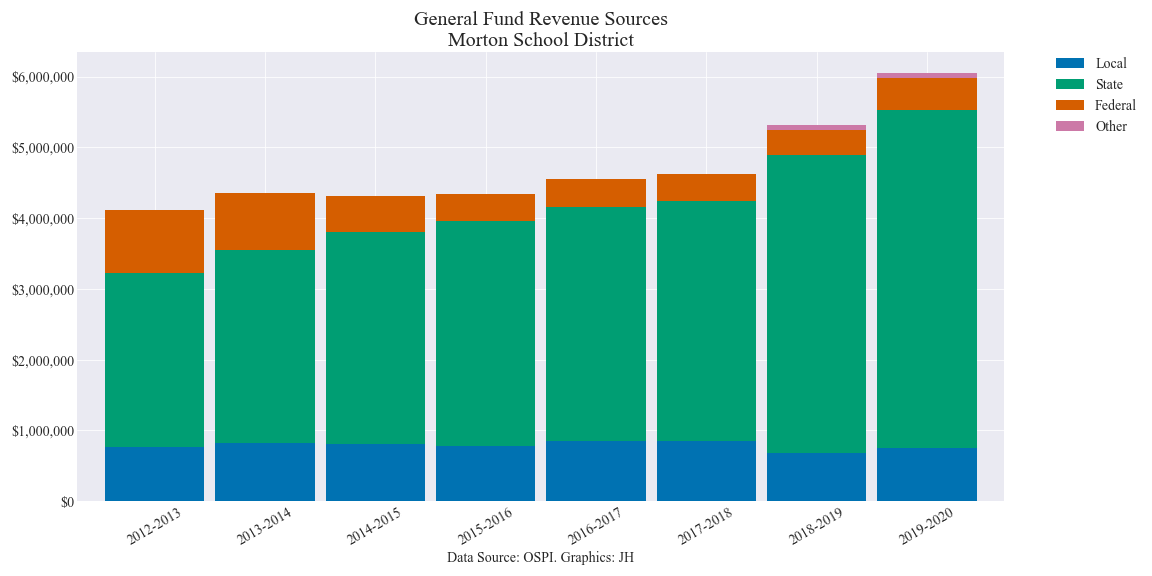 General Fund Revenue Sources
Morton School District
Local
State
Federal
Other
$6,000,000
$5,000,000
$4,000,000
$3,000,000
$2,000,000
$1,000,000
$0
2012-2013
2013-2014
2014-2015
2015-2016
2016-2017
2017-2018
2018-2019
2019-2020
Data Source: OSPI. Graphics: JH